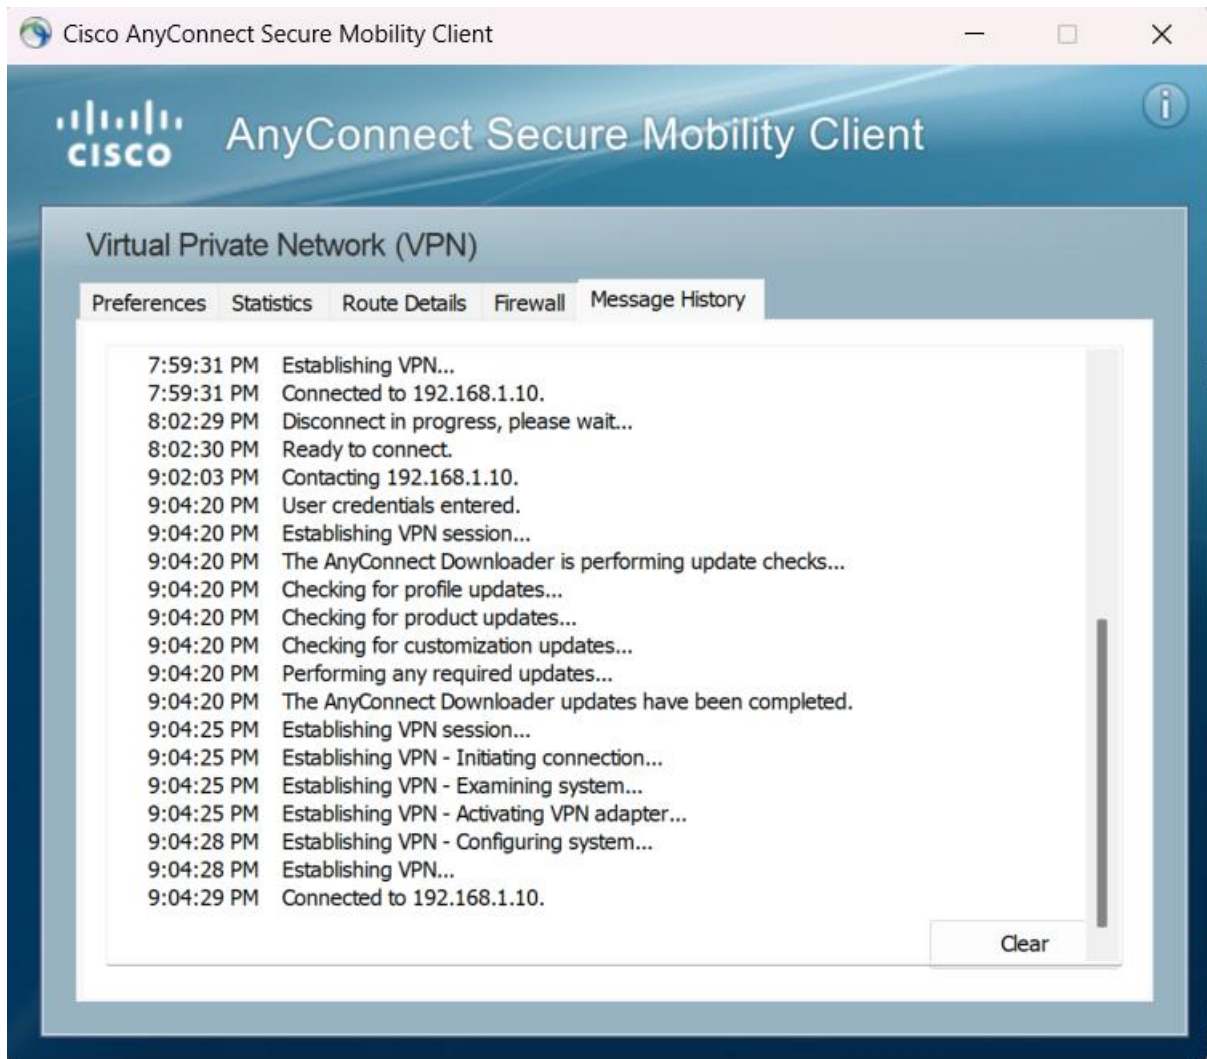 Cisco AnyConnect Secure Mobility Client
CISCO
AnyConnect Secure Mobility Client
Virtual Private Network (VPN)
Preferences Statistics Route Details Firewall Message History
7:59:31 PM Establishing VPN...
7:59:31 PM Connected to 192.168.1.10.
8:02:29 PM Disconnect in progress, please wait...
8:02:30 PM Ready to connect.
9:02:03 PM Contacting 192.168.1.10.
9:04:20 PM User credentials entered.
9:04:20 PM Establishing VPN session...
9:04:20 PM The AnyConnect Downloader is performing update checks...
9:04:20 PM Checking for profile updates...
9:04:20 PM Checking for product updates...
9:04:20 PM Checking for customization updates...
9:04:20 PM Performing any required updates...
9:04:20 PM The AnyConnect Downloader updates have been completed.
9:04:25 PM Establishing VPN session...
9:04:25 PM Establishing VPN - Initiating connection...
9:04:25 PM Establishing VPN - Examining system...
9:04:25 PM Establishing VPN - Activating VPN adapter...
9:04:28 PM Establishing VPN - Configuring system...
9:04:28 PM Establishing VPN...
9:04:29 PM Connected to 192.168.1.10.
Clear